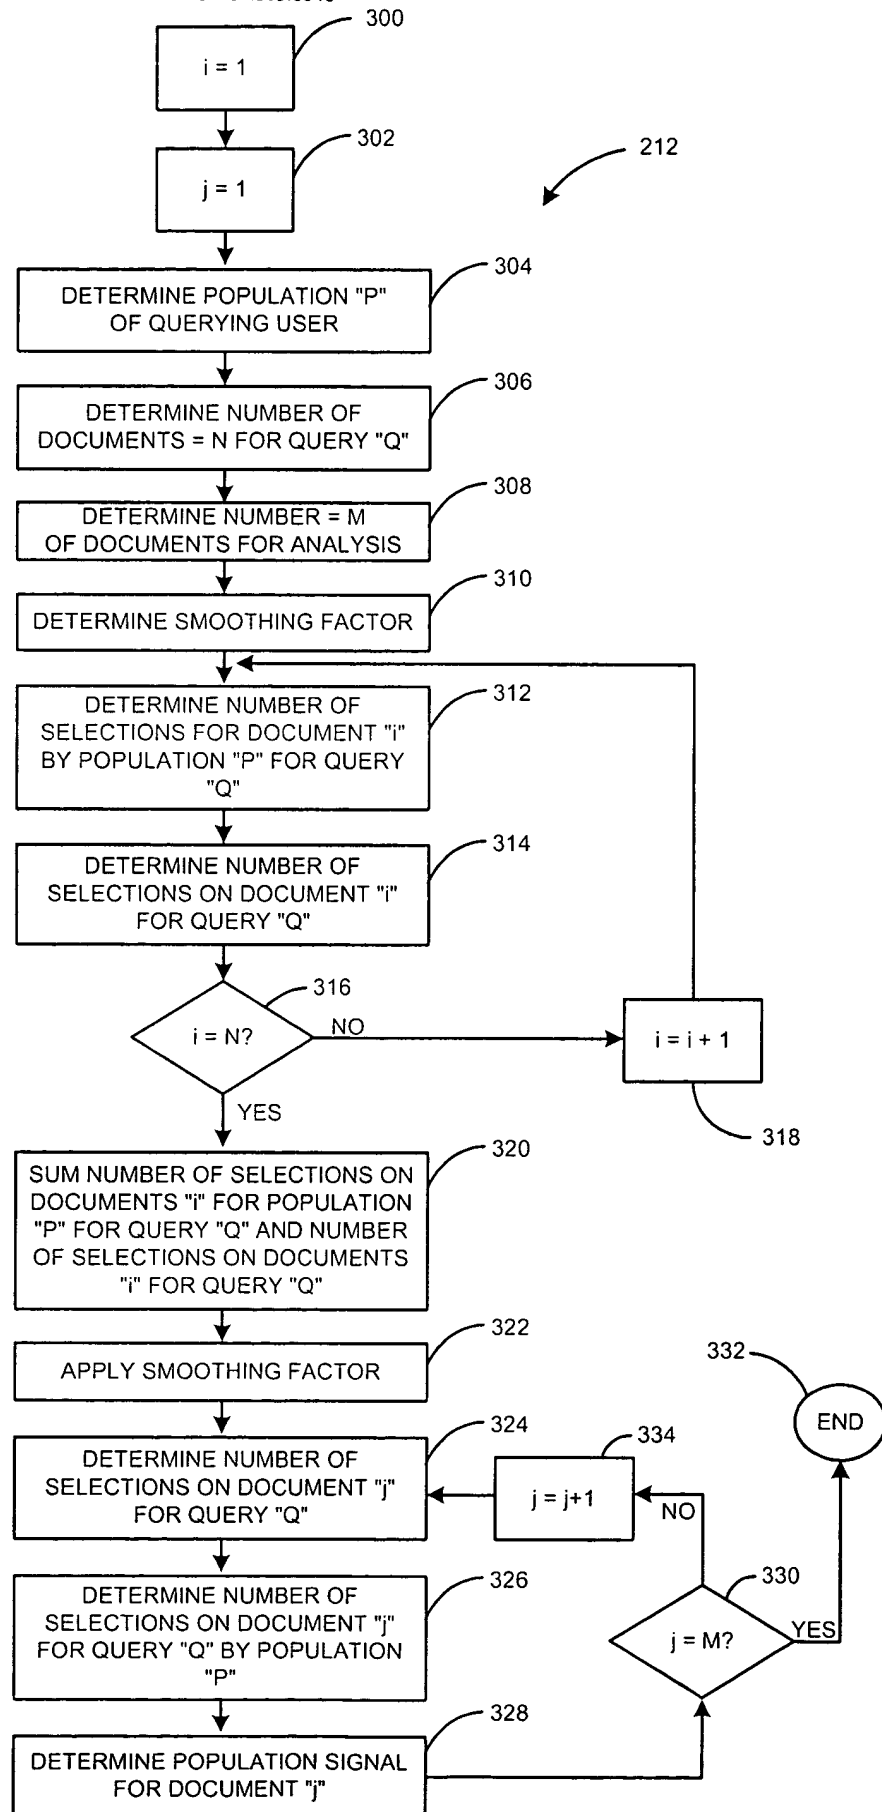 300
i = 1
302
j = 1
212
304
DETERMINE POPULATION "P"
OF QUERYING USER
306
DETERMINE NUMBER OF
DOCUMENTS = N FOR QUERY "Q"
308
DETERMINE NUMBER = M
OF DOCUMENTS FOR ANALYSIS
310
DETERMINE SMOOTHING FACTOR
312
DETERMINE NUMBER OF
SELECTIONS FOR DOCUMENT "i"
BY POPULATION "P" FOR QUERY
"Q"
314
DETERMINE NUMBER OF
SELECTIONS ON DOCUMENT "i"
FOR QUERY "Q"
316
i = N?
NO
i = i + 1
318
YES
320
SUM NUMBER OF SELECTIONS ON
DOCUMENTS "i" FOR POPULATION
"P" FOR QUERY "Q" AND NUMBER
OF SELECTIONS ON DOCUMENTS
"i" FOR QUERY "Q"
322
APPLY SMOOTHING FACTOR
332
END
324
DETERMINE NUMBER OF
SELECTIONS ON DOCUMENT "j"
FOR QUERY "Q"
334
j = j+1
NO
326
DETERMINE NUMBER OF
SELECTIONS ON DOCUMENT "j"
FOR QUERY "Q" BY POPULATION
"P"
330
j = M?
YES
328
DETERMINE POPULATION SIGNAL
FOR DOCUMENT "j"